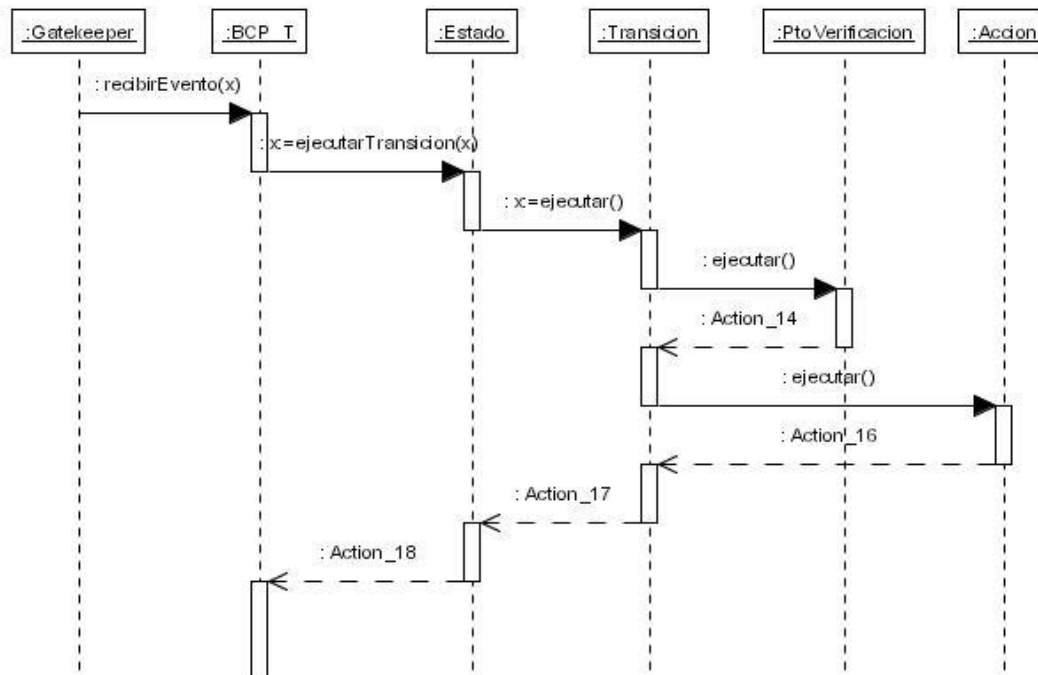 :Gatekeeper
:BCP_T
:Estado
:Transicion
:PtoVerificacion
:Accion
: recibirEvento(x)
: x:=ejecutarTransicion(x)
: x:=ejecutar()
: ejecutar()
: Action_14
: ejecutar()
: Action_16
: Action_17
: Action_18